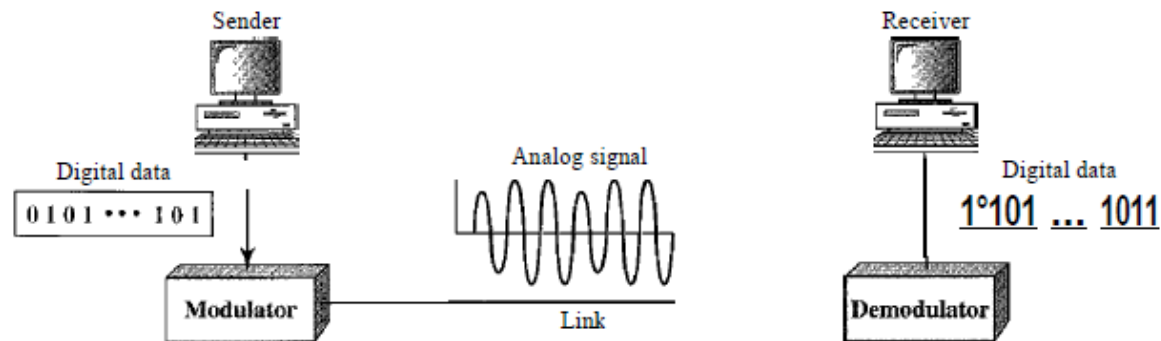 Sender
Receiver
Digital data
0101 ••• 101
Analog signal
Digital data
1°101 ... 1011
Modulator
Link
Demodulator